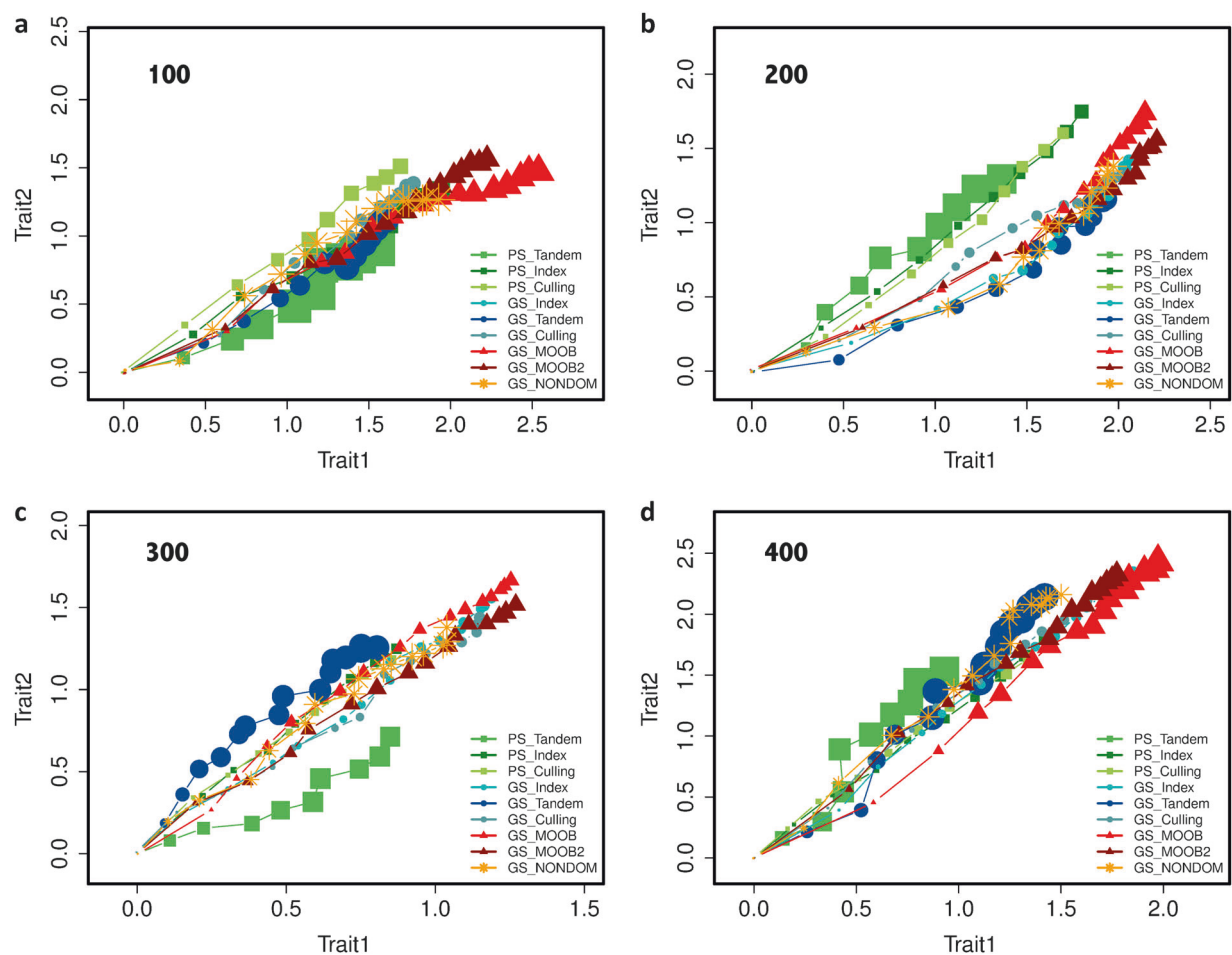 a
100
Trait2
2.5
2.0
1.5
1.0
0.5
0.0
PS_Tandem
PS_Index
PS_Culling
GS_Index
GS_Tandem
GS_Culling
GS_MOOB
GS_MOOB2
GS_NONDOM
0.0 0.5 1.0 1.5 2.0 2.5
Trait1
b
200
Trait2
2.0
1.5
1.0
0.5
0.0
PS_Tandem
PS_Index
PS_Culling
GS_Index
GS_Tandem
GS_Culling
GS_MOOB
GS_MOOB2
GS_NONDOM
0.0 0.5 1.0 1.5 2.0 2.5
Trait1
c
300
Trait2
2.0
1.5
1.0
0.5
0.0
PS_Tandem
PS_Index
PS_Culling
GS_Index
GS_Tandem
GS_Culling
GS_MOOB
GS_MOOB2
GS_NONDOM
0.0 0.5 1.0 1.5
Trait1
d
400
Trait2
2.5
2.0
1.5
1.0
0.5
0.0
PS_Tandem
PS_Index
PS_Culling
GS_Index
GS_Tandem
GS_Culling
GS_MOOB
GS_MOOB2
GS_NONDOM
0.0 0.5 1.0 1.5 2.0
Trait1